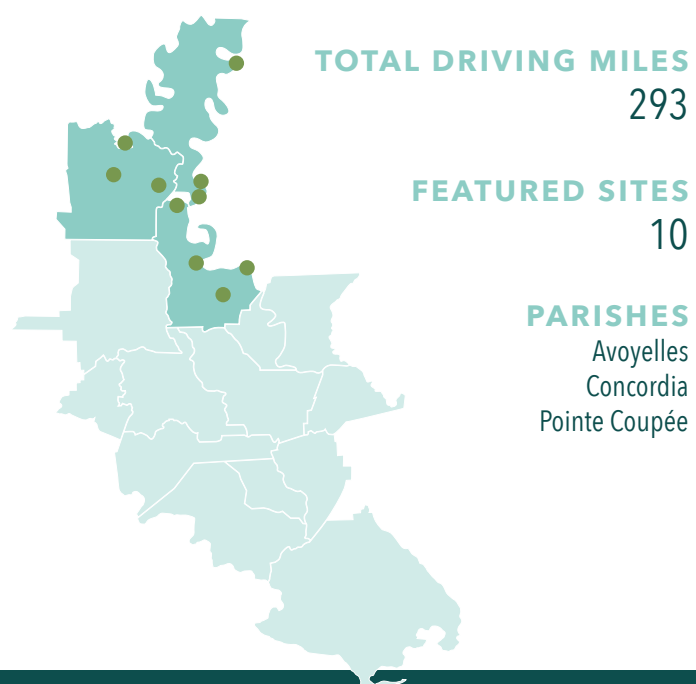 TOTAL DRIVING MILES
293
FEATURED SITES
10
PARISHES
Avoyelles
Concordia
Pointe Coupée